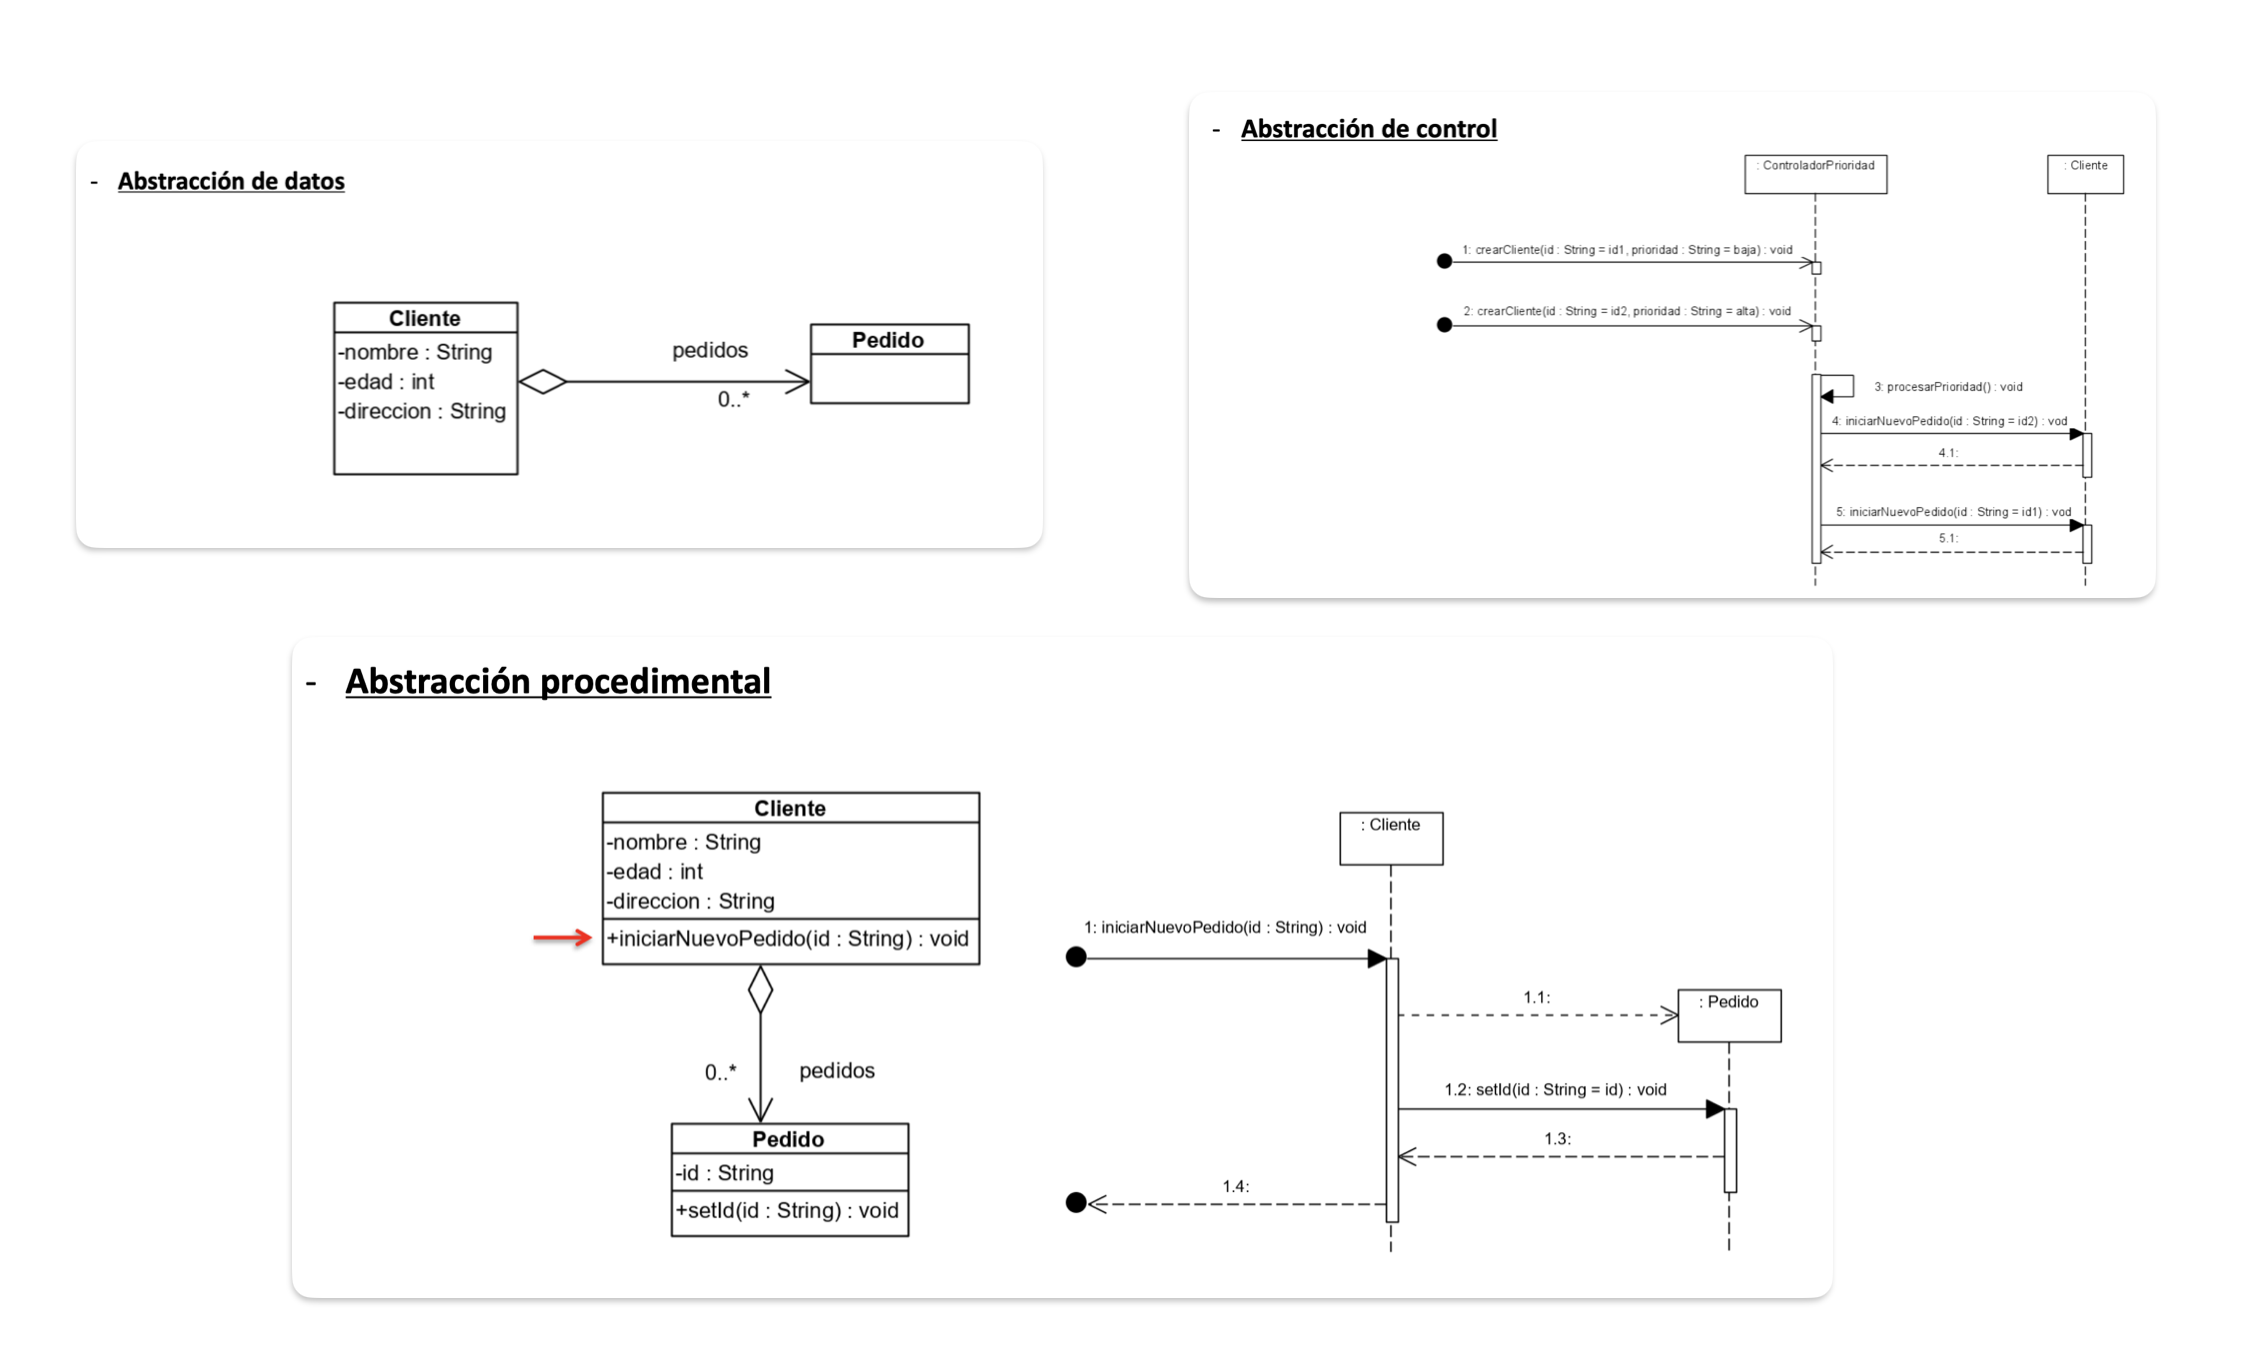 - Abstracción de datos
Cliente
-nombre : String
-edad : int
-direccion : String
pedidos
0..*
Pedido
- Abstracción de control
: ControladorPrioridad
: Cliente
1: crearCliente(id : String = id1, prioridad : String = baja) : void
2: crearCliente(id : String = id2, prioridad : String = alta) : void
3: procesarPrioridad() : void
4: iniciarNuevoPedido(id : String = id2) : vod
4.1:
5: iniciarNuevoPedido(id : String = id1) : vod
5.1:
- Abstracción procedimental
Cliente
-nombre : String
-edad : int
-direccion : String
+iniciarNuevoPedido(id : String) : void
0..*
pedidos
Pedido
-id : String
+setId(id : String) : void
: Cliente
1: iniciarNuevoPedido(id : String) : void
1.1:
: Pedido
1.2: setId(id : String = id) : void
1.3:
1.4: